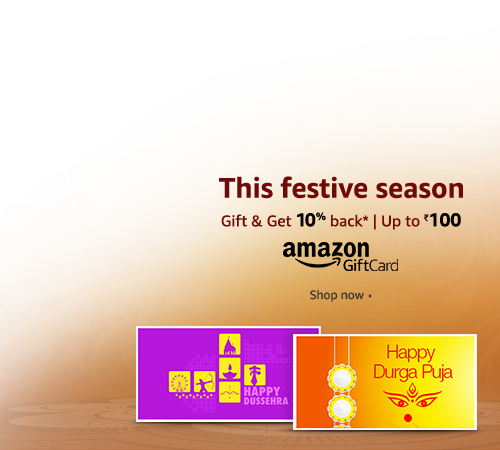 This festive season
Gift & Get 10% back* | Up to ₹100
amazon
GiftCard
Shop now ›
HAPPY
DUSSEHRA
Happy
Durga Puja